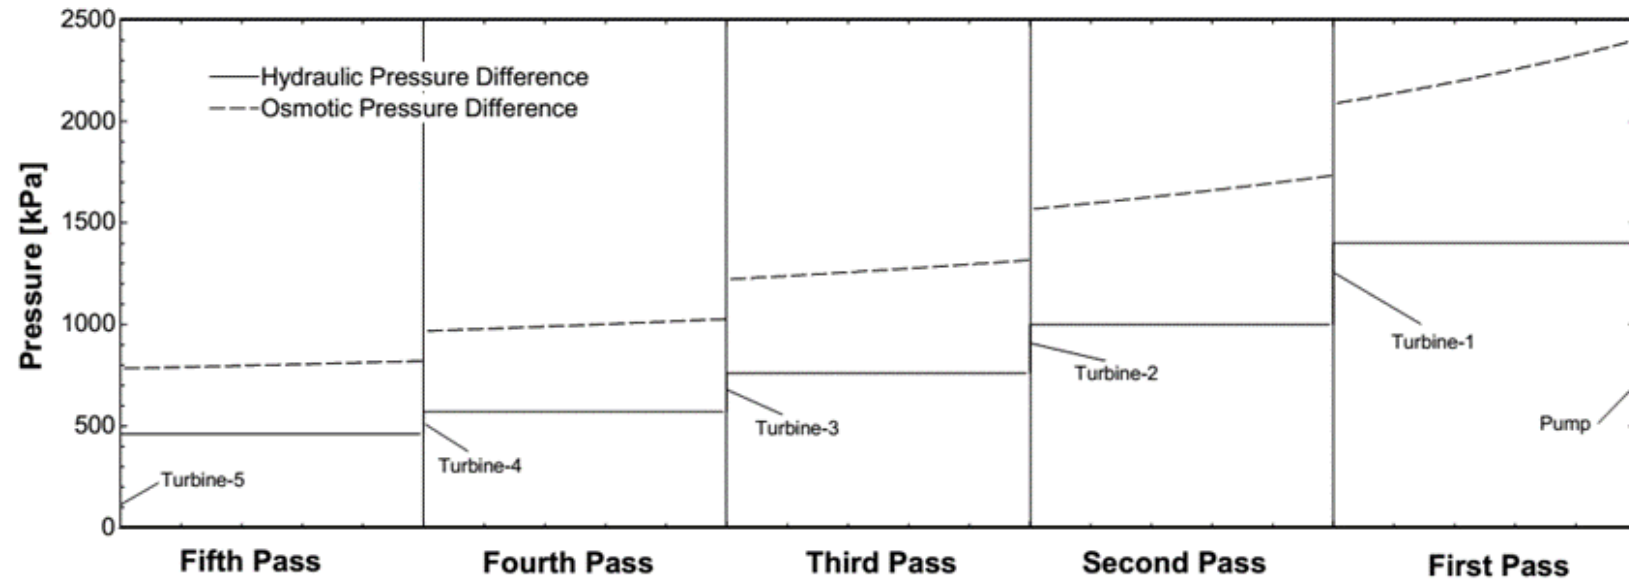 2500
Hydraulic Pressure Difference
Osmotic Pressure Difference
2000
Pressure [kPa]
1500
1000
Turbine-1
Turbine-2
500
Turbine-3
Pump
Turbine-4
Turbine-5
0
Fifth Pass
Fourth Pass
Third Pass
Second Pass
First Pass